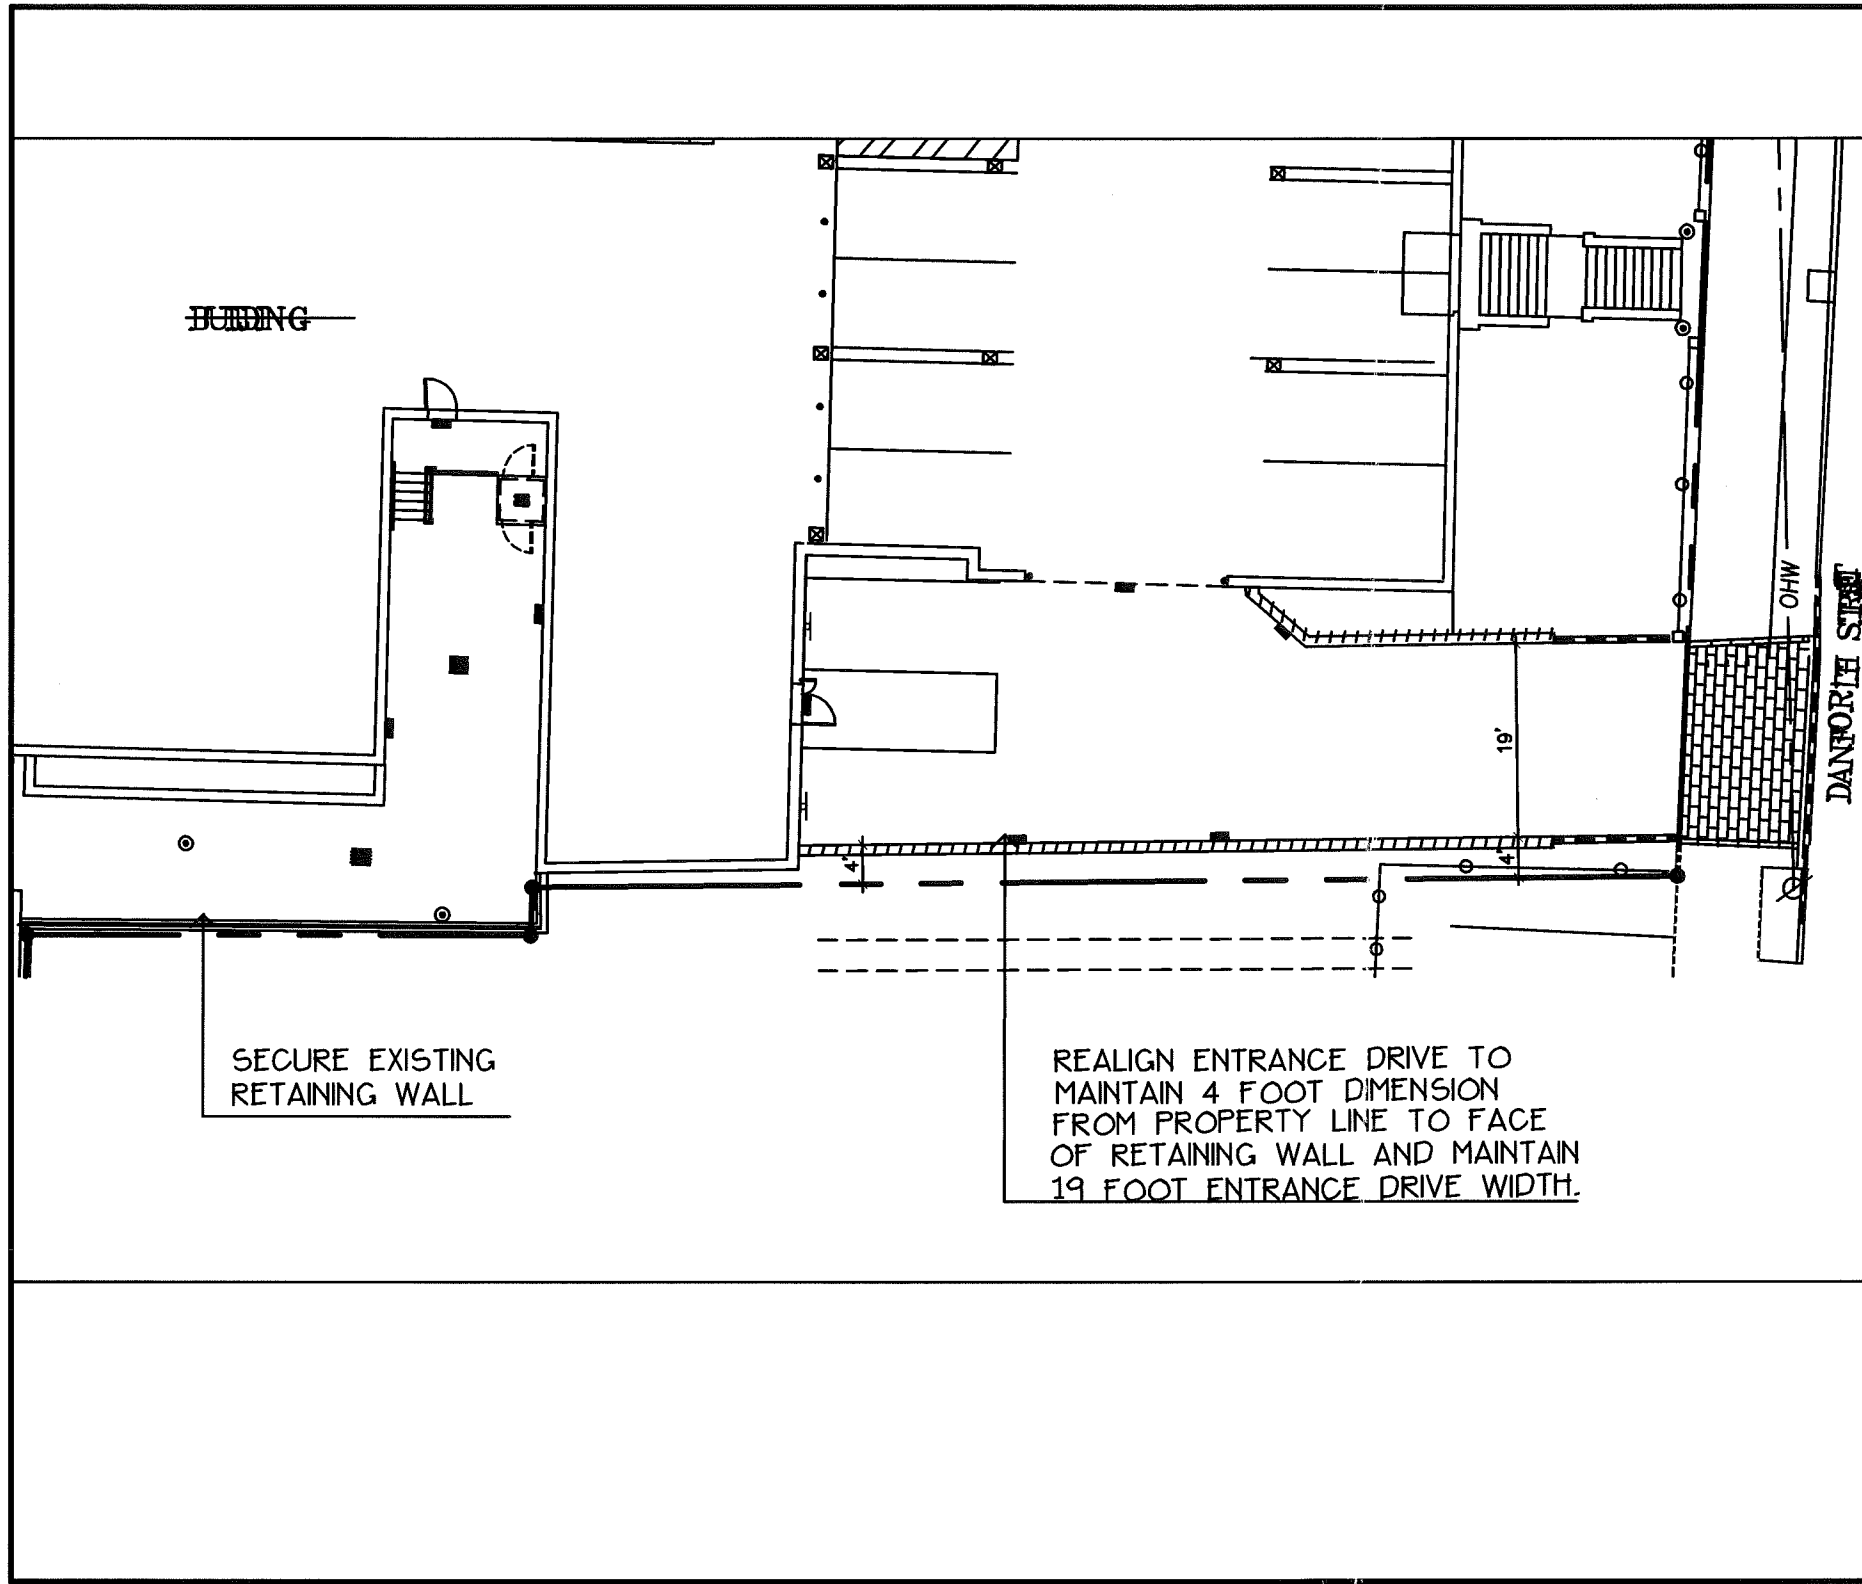 BUILDING
OHW
DANFORTH STREET
19'
4'
4'
SECURE EXISTING
RETAINING WALL
REALIGN ENTRANCE DRIVE TO
MAINTAIN 4 FOOT DIMENSION
FROM PROPERTY LINE TO FACE
OF RETAINING WALL AND MAINTAIN
19 FOOT ENTRANCE DRIVE WIDTH.